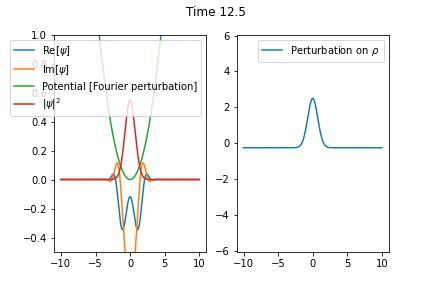 Time 12.5
Re[ψ]
Im[ψ]
Potential [Fourier perturbation]
|ψ|²
1.0
0.8
0.6
0.4
0.2
0.0
−0.2
−0.4
−10 −5 0 5 10
Perturbation on ρ
6
4
2
0
−2
−4
−6
−10 −5 0 5 10